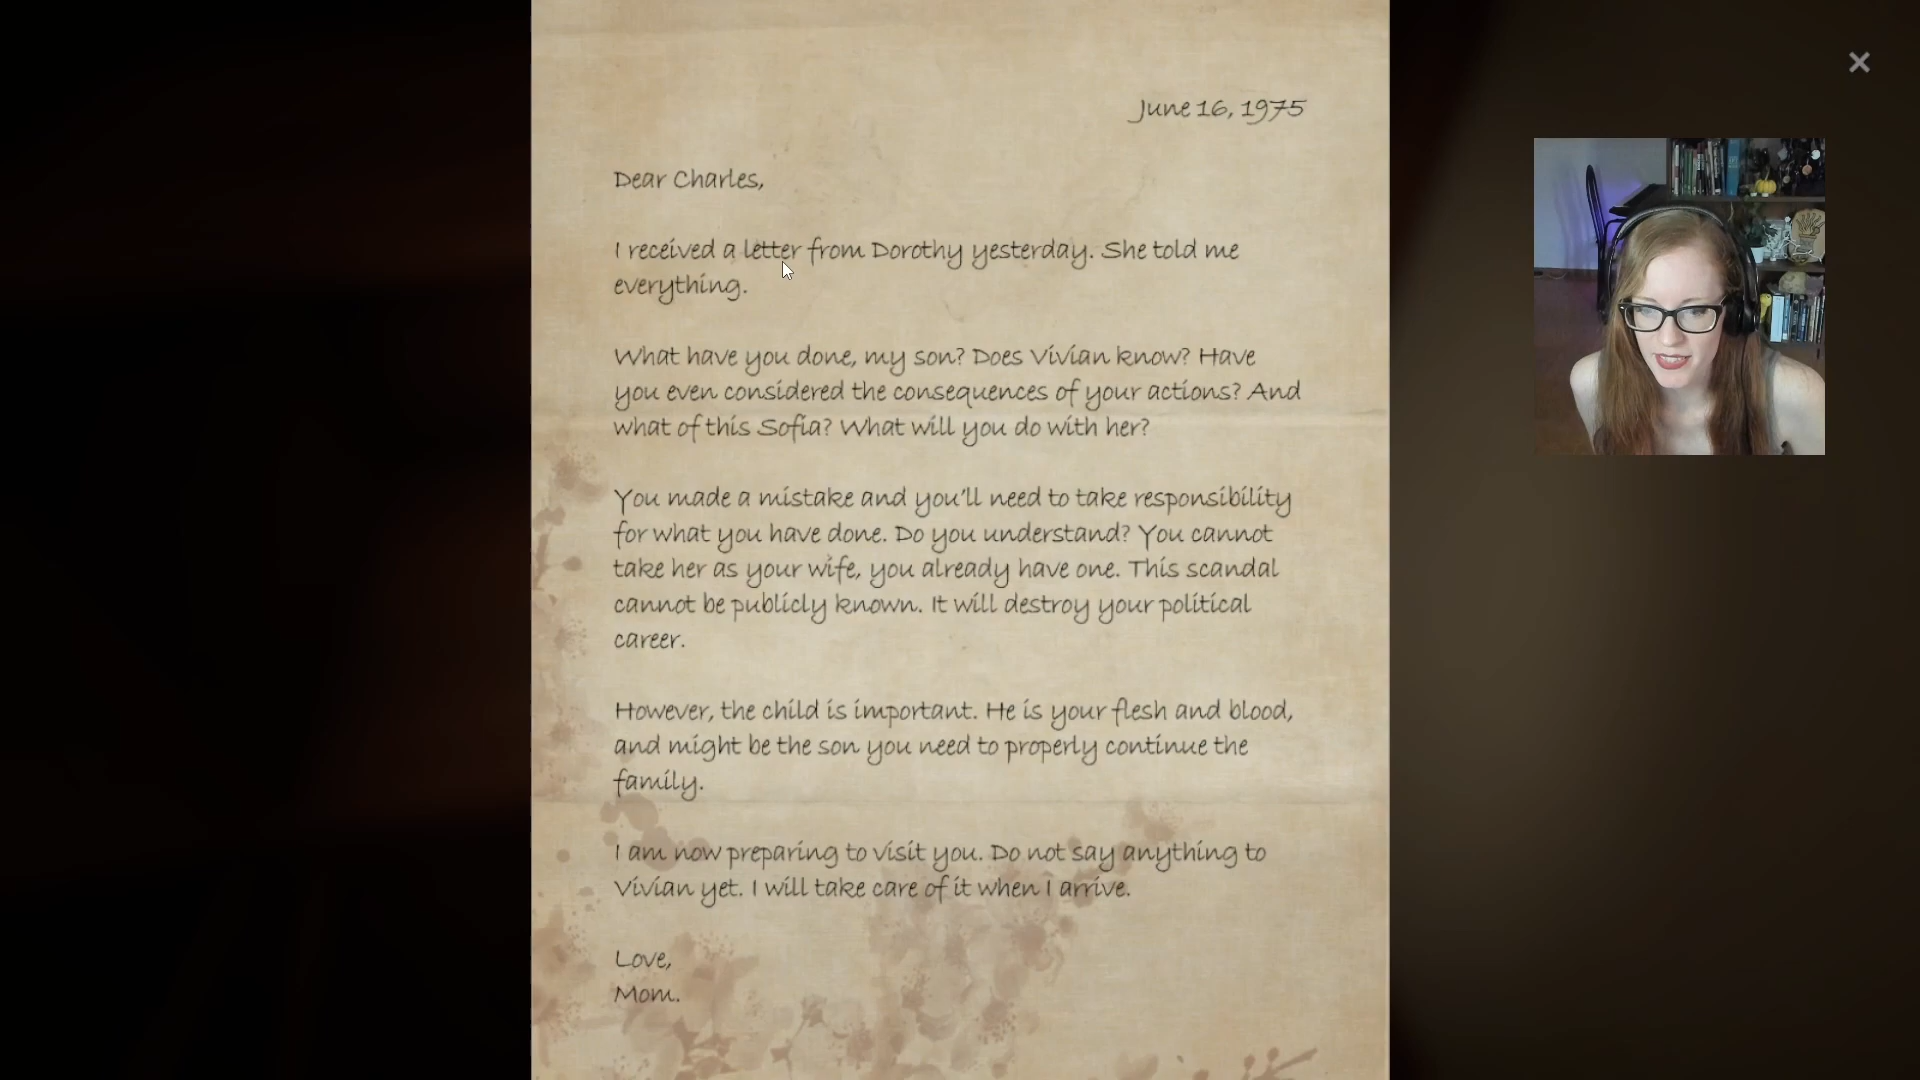 June 16, 1975
Dear Charles,
I received a letter from Dorothy yesterday. She told me
everything.
What have you done, my son? Does Vivian know? Have
you even considered the consequences of your actions? And
what of this Sofia? What will you do with her?
You made a mistake and you'll need to take responsibility
for what you have done. Do you understand? You cannot
take her as your wife, you already have one. This scandal
cannot be publicly known. It will destroy your political
career.
However, the child is important. He is your flesh and blood,
and might be the son you need to properly continue the
family.
I am now preparing to visit you. Do not say anything to
Vivian yet. I will take care of it when I arrive.
Love,
Mom.